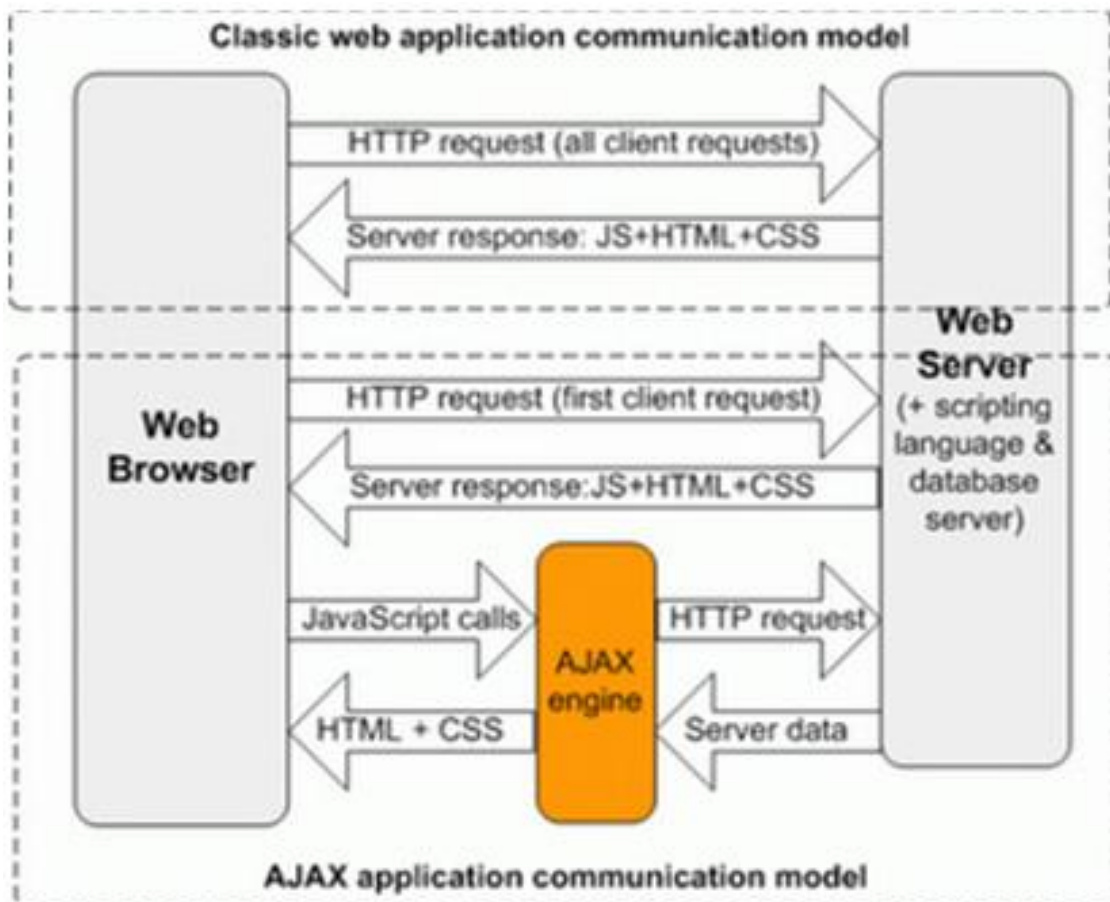 Classic web application communication model
HTTP request (all client requests)
Server response: JS+HTML+CSS
Web
Browser
Web
Server
(+ scripting
language &
database
server)
HTTP request (first client request)
Server response:JS+HTML+CSS
JavaScript calls
AJAX
engine
HTTP request
HTML + CSS
Server data
AJAX application communication model